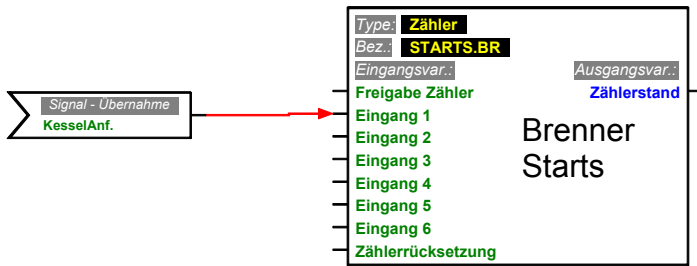 Type: Zähler
Bez.: STARTS.BR
Eingangsvar.: Ausgangsvar.:
Freigabe Zähler Zählerstand
Signal - Übernahme
KesselAnf.
Eingang 1
Eingang 2
Eingang 3
Eingang 4
Eingang 5
Eingang 6
Zählerrücksetzung
Brenner
Starts